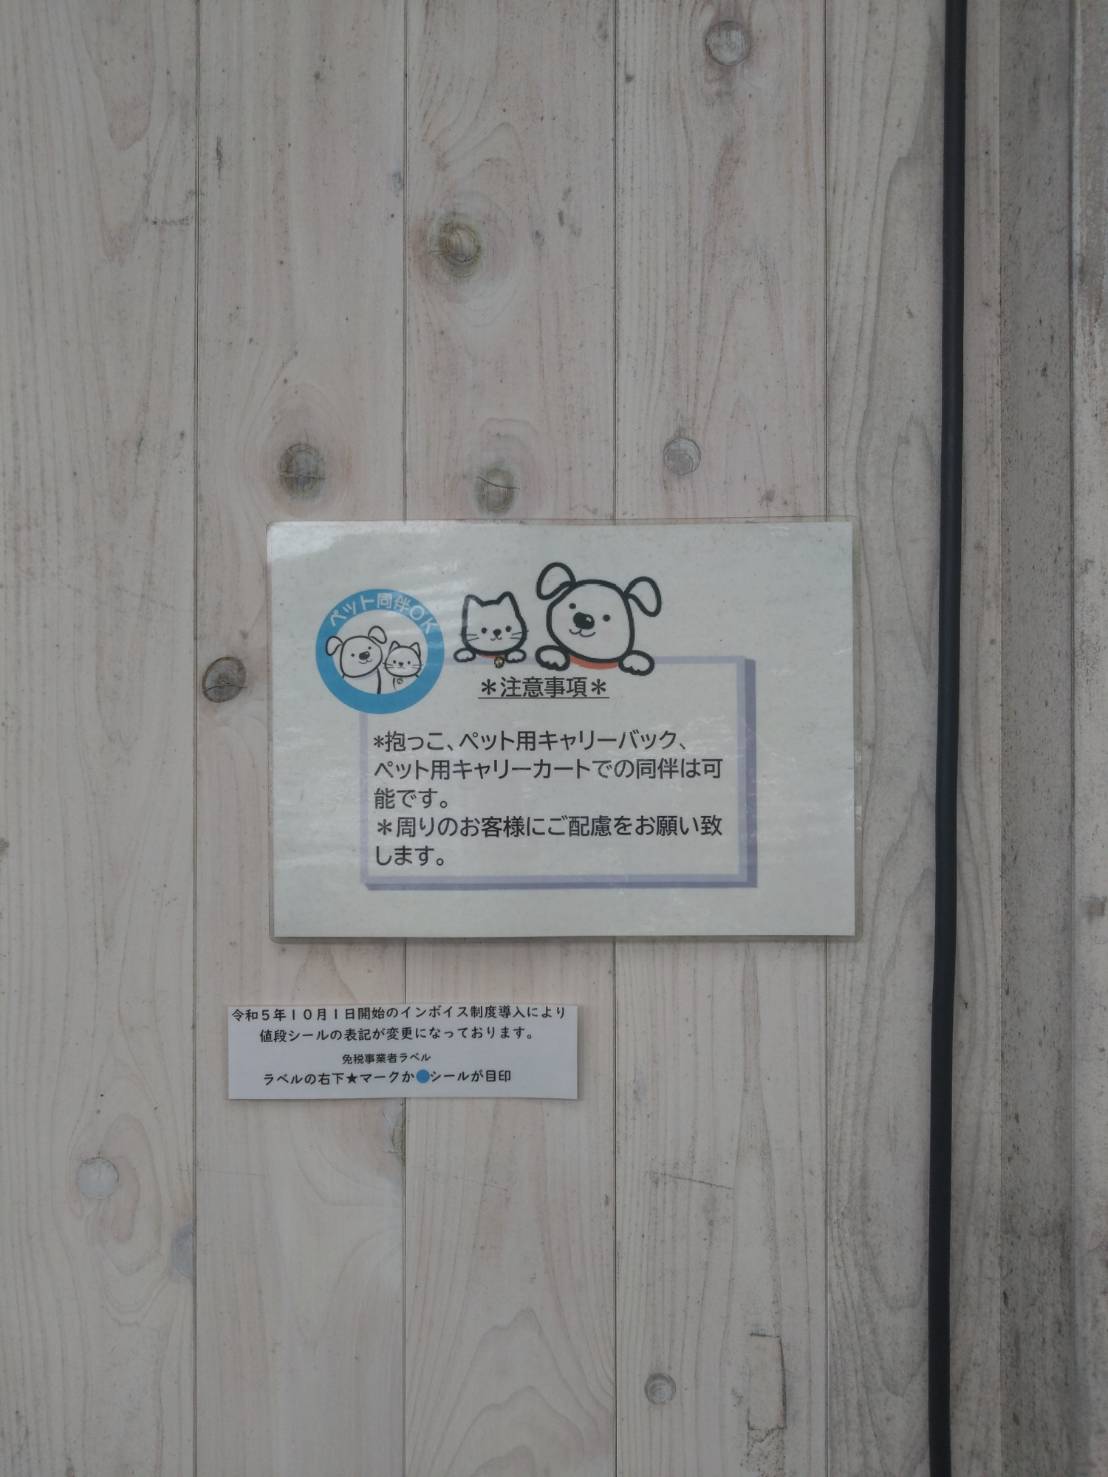 ペット同伴OK
＊注意事項＊
*抱っこ、ペット用キャリーバック、
ペット用キャリーカートでの同伴は可
能です。
＊周りのお客様にご配慮をお願い致
します。
令和５年１０月１日開始のインボイス制度導入により
値段シールの表記が変更になっております。
免税事業者ラベル
ラベルの右下★マークか●シールが目印